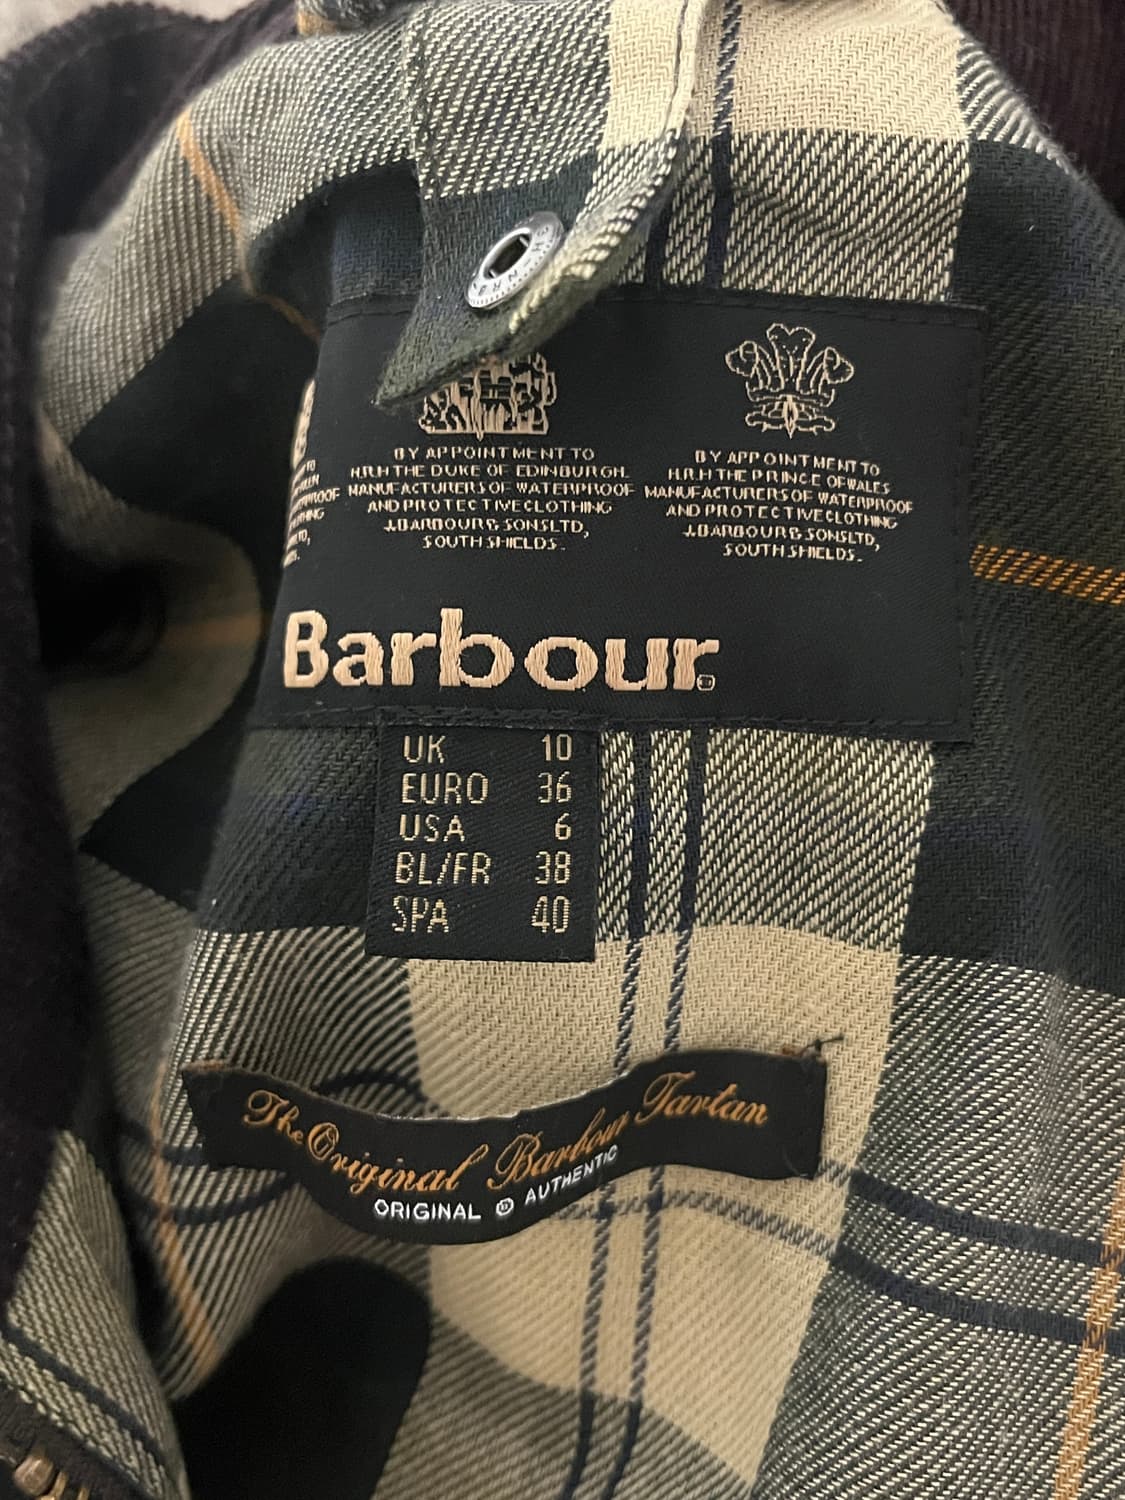 BY APPOINTMENT TO
H.R.H THE DUKE OF EDINBURGH.
MANUFACTURERS OF WATERPROOF
AND PROTECTIVE CLOTHING
J.BARBOUR & SONS LTD,
SOUTH SHIELDS.
BY APPOINTMENT TO
H.R.H THE PRINCE OF WALES
MANUFACTURERS OF WATERPROOF
AND PROTECTIVE CLOTHING
J.BARBOUR & SONS LTD,
SOUTH SHIELDS.
Barbour®
UK 10
EURO 36
USA 6
BL/FR 38
SPA 40
The Original Barbour Tartan
ORIGINAL ® AUTHENTIC